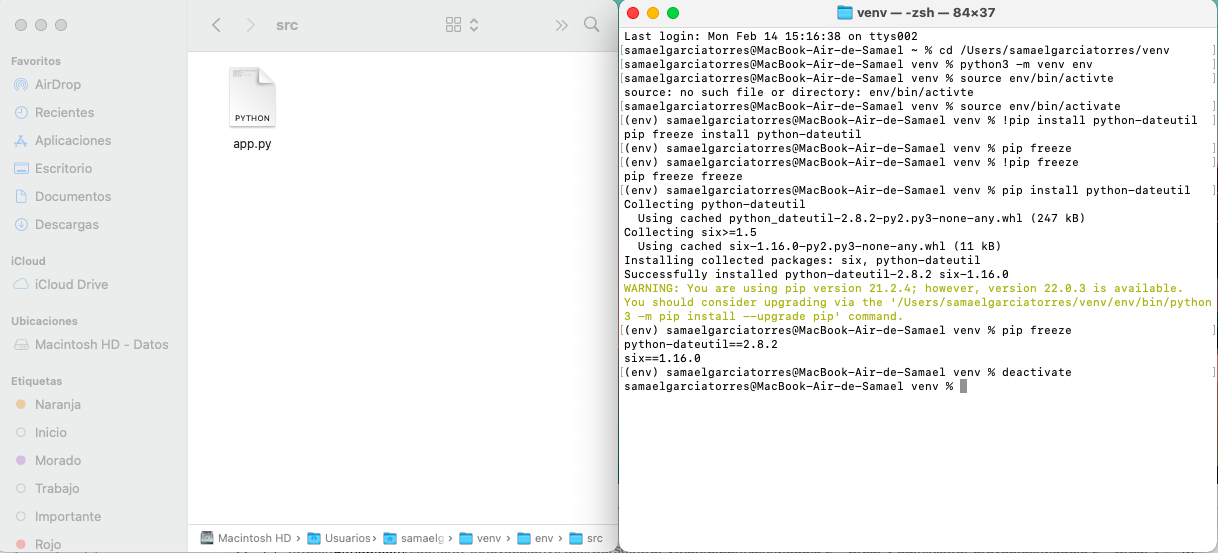 src
Favoritos
AirDrop
Recientes
Aplicaciones
Escritorio
Documentos
Descargas
iCloud
iCloud Drive
Ubicaciones
Macintosh HD - Datos
Etiquetas
Naranja
Inicio
Morado
Trabajo
Importante
Rojo
PYTHON
app.py
Macintosh HD › Usuarios › samaelg › venv › env › src
venv — -zsh — 84×37
Last login: Mon Feb 14 15:16:38 on ttys002
[samaelgarciatorres@MacBook-Air-de-Samael ~ % cd /Users/samaelgarciatorres/venv ]
[samaelgarciatorres@MacBook-Air-de-Samael venv % python3 -m venv env ]
[samaelgarciatorres@MacBook-Air-de-Samael venv % source env/bin/activte ]
source: no such file or directory: env/bin/activte
[samaelgarciatorres@MacBook-Air-de-Samael venv % source env/bin/activate ]
[(env) samaelgarciatorres@MacBook-Air-de-Samael venv % !pip install python-dateutil ]
pip freeze install python-dateutil
[(env) samaelgarciatorres@MacBook-Air-de-Samael venv % pip freeze ]
[(env) samaelgarciatorres@MacBook-Air-de-Samael venv % !pip freeze ]
pip freeze freeze
[(env) samaelgarciatorres@MacBook-Air-de-Samael venv % pip install python-dateutil ]
Collecting python-dateutil
  Using cached python_dateutil-2.8.2-py2.py3-none-any.whl (247 kB)
Collecting six>=1.5
  Using cached six-1.16.0-py2.py3-none-any.whl (11 kB)
Installing collected packages: six, python-dateutil
Successfully installed python-dateutil-2.8.2 six-1.16.0
WARNING: You are using pip version 21.2.4; however, version 22.0.3 is available.
You should consider upgrading via the '/Users/samaelgarciatorres/venv/env/bin/python
3 -m pip install --upgrade pip' command.
[(env) samaelgarciatorres@MacBook-Air-de-Samael venv % pip freeze ]
python-dateutil==2.8.2
six==1.16.0
[(env) samaelgarciatorres@MacBook-Air-de-Samael venv % deactivate ]
samaelgarciatorres@MacBook-Air-de-Samael venv %